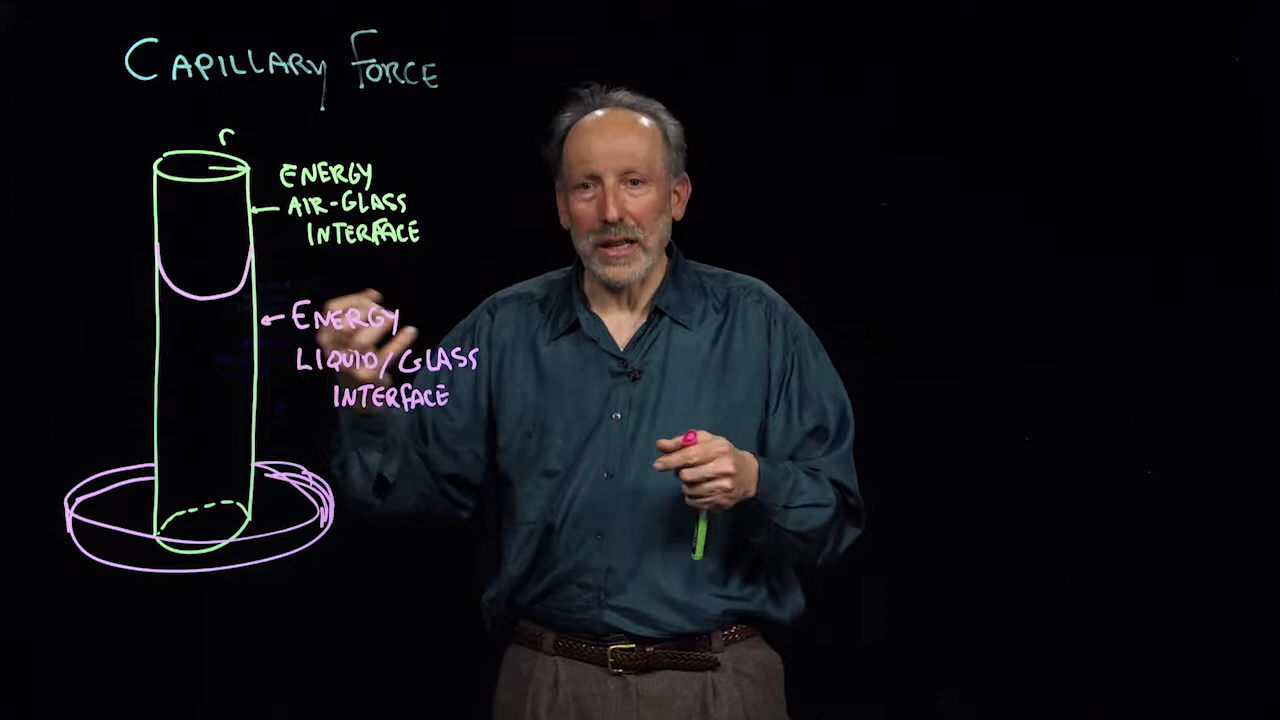 CAPILLARY FORCE
r
ENERGY
AIR-GLASS
INTERFACE
ENERGY
LIQUID/GLASS
INTERFACE